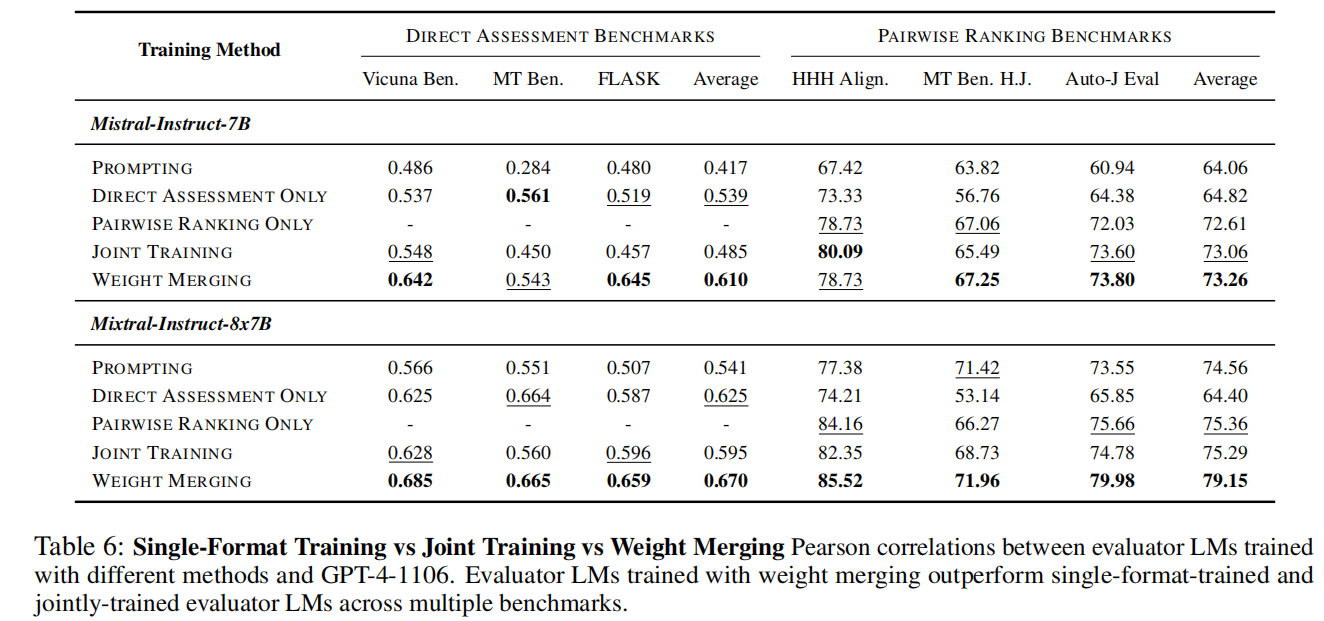 Training Method DIRECT ASSESSMENT BENCHMARKS PAIRWISE RANKING BENCHMARKS
Vicuna Ben. MT Ben. FLASK Average HHH Align. MT Ben. H.J. Auto-J Eval Average
Mistral-Instruct-7B
PROMPTING 0.486 0.284 0.480 0.417 67.42 63.82 60.94 64.06
DIRECT ASSESSMENT ONLY 0.537 0.561 0.519 0.539 73.33 56.76 64.38 64.82
PAIRWISE RANKING ONLY - - - - 78.73 67.06 72.03 72.61
JOINT TRAINING 0.548 0.450 0.457 0.485 80.09 65.49 73.60 73.06
WEIGHT MERGING 0.642 0.543 0.645 0.610 78.73 67.25 73.80 73.26
Mixtral-Instruct-8x7B
PROMPTING 0.566 0.551 0.507 0.541 77.38 71.42 73.55 74.56
DIRECT ASSESSMENT ONLY 0.625 0.664 0.587 0.625 74.21 53.14 65.85 64.40
PAIRWISE RANKING ONLY - - - - 84.16 66.27 75.66 75.36
JOINT TRAINING 0.628 0.560 0.596 0.595 82.35 68.73 74.78 75.29
WEIGHT MERGING 0.685 0.665 0.659 0.670 85.52 71.96 79.98 79.15
Table 6: Single-Format Training vs Joint Training vs Weight Merging Pearson correlations between evaluator LMs trained
with different methods and GPT-4-1106. Evaluator LMs trained with weight merging outperform single-format-trained and
jointly-trained evaluator LMs across multiple benchmarks.